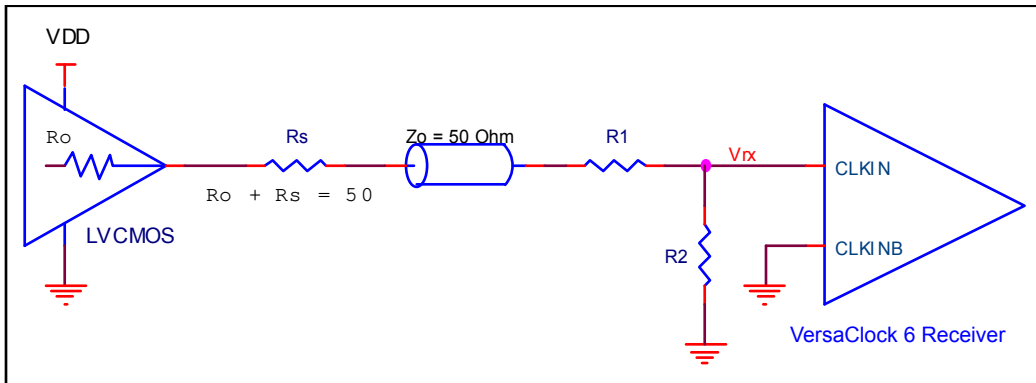 VDD
Ro
Rs
Zo = 50 Ohm
R1
Vrx
CLKIN
Ro + Rs = 50
LVCMOS
R2
CLKINB
VersaClock 6 Receiver